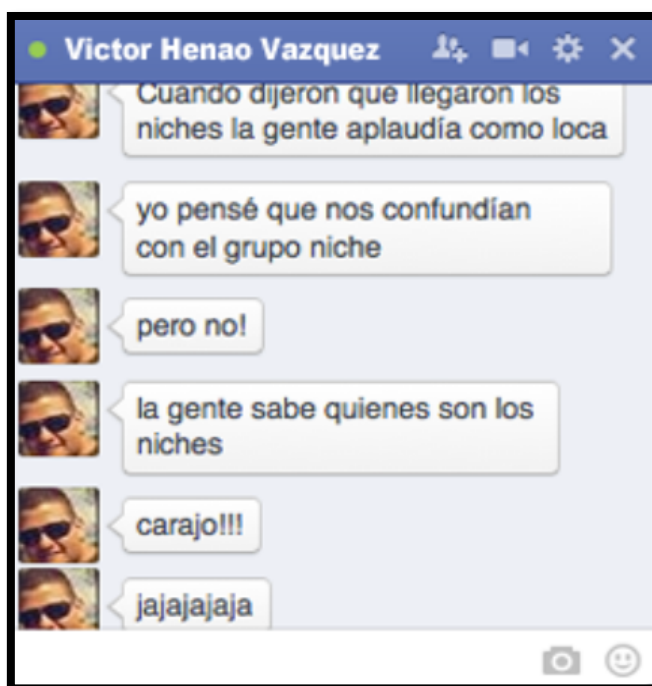 Victor Henao Vazquez
Cuando dijeron que llegaron los
niches la gente aplaudía como loca
yo pensé que nos confundían
con el grupo niche
pero no!
la gente sabe quienes son los
niches
carajo!!!
jajajajaja